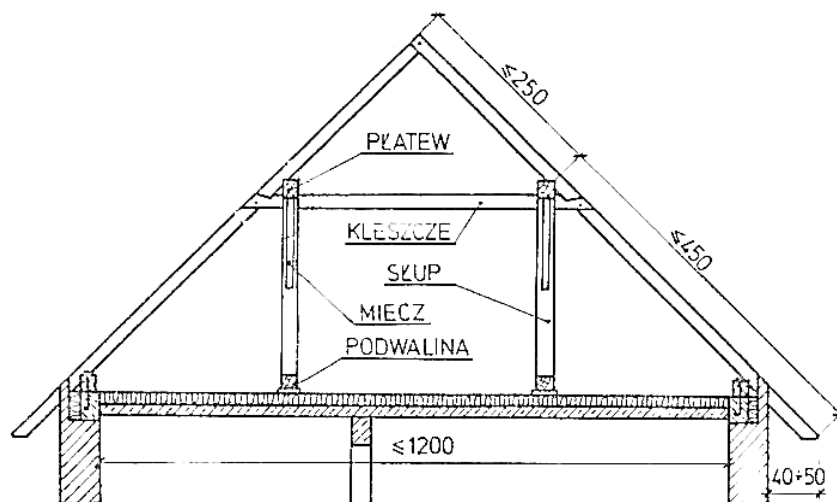 ≤250
PŁATEW
KLESZCZE
≤450
SŁUP
MIECZ
PODWALINA
≤1200
40÷50